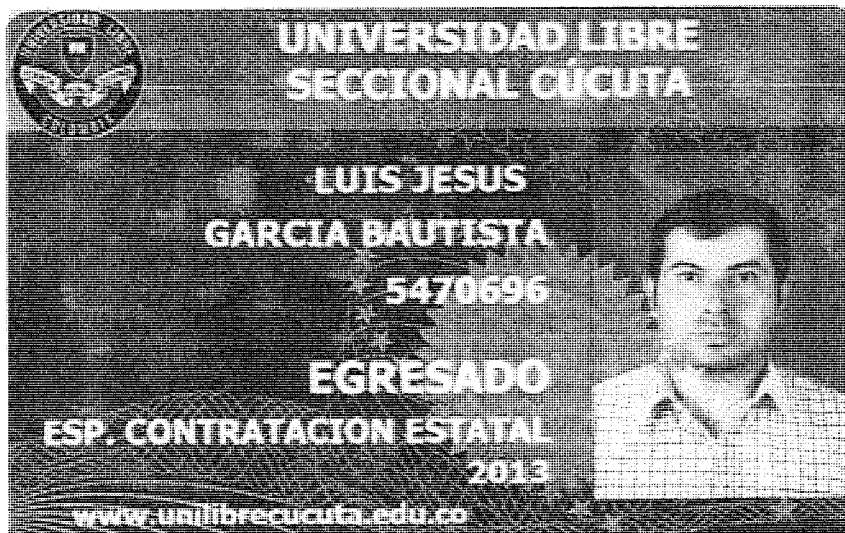 UNIVERSIDAD LIBRE
SECCIONAL CÚCUTA
LUIS JESUS
GARCIA BAUTISTA
5470696
EGRESADO
ESP. CONTRATACION ESTATAL
2013
www.unilibrecucuta.edu.co